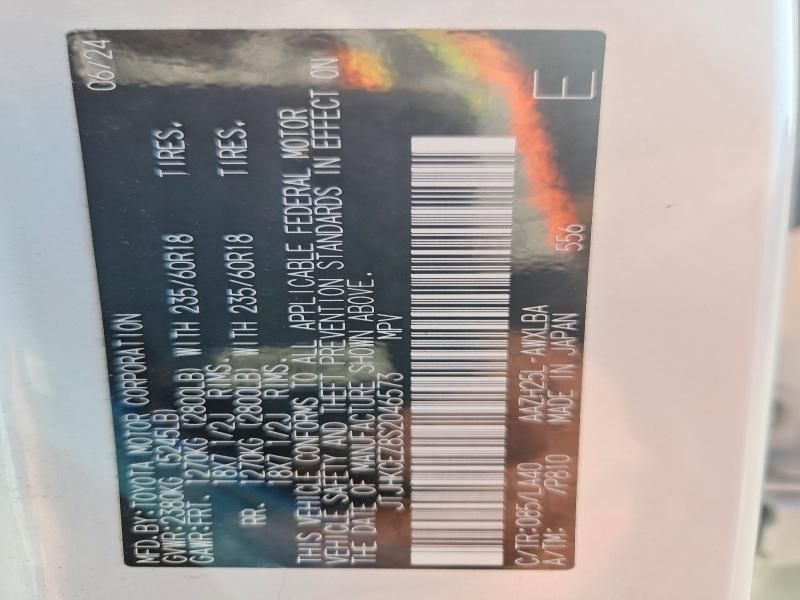 MFD.BY:TOYOTA MOTOR CORPORATION 06/24
GVWR:2380KG (5245LB)
GAWR:FRT. 1270KG (2800LB) WITH 235/60R18 TIRES.
18X7 1/2J RIMS.
RR. 1270KG (2800LB) WITH 235/60R18 TIRES.
18X7 1/2J RIMS.
THIS VEHICLE CONFORMS TO ALL APPLICABLE FEDERAL MOTOR
VEHICLE SAFETY AND THEFT PREVENTION STANDARDS IN EFFECT ON
THE DATE OF MANUFACTURE SHOWN ABOVE.
JTJHKCEZ8S2046573 MPV
C/TR:085/LA40 AAZH25L-AWXLBA
A/TM: /P810 MADE IN JAPAN 556
E